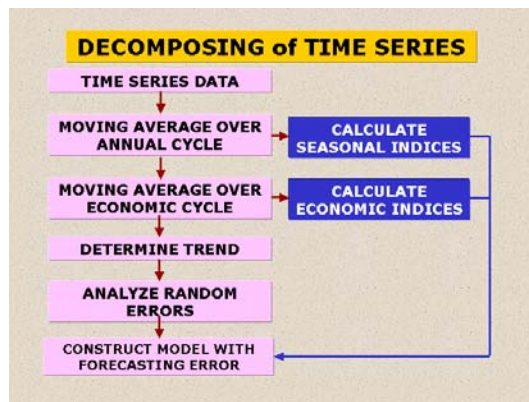 DECOMPOSING of TIME SERIES
TIME SERIES DATA
MOVING AVERAGE OVER
ANNUAL CYCLE
CALCULATE
SEASONAL INDICES
MOVING AVERAGE OVER
ECONOMIC CYCLE
CALCULATE
ECONOMIC INDICES
DETERMINE TREND
ANALYZE RANDOM
ERRORS
CONSTRUCT MODEL WITH
FORECASTING ERROR